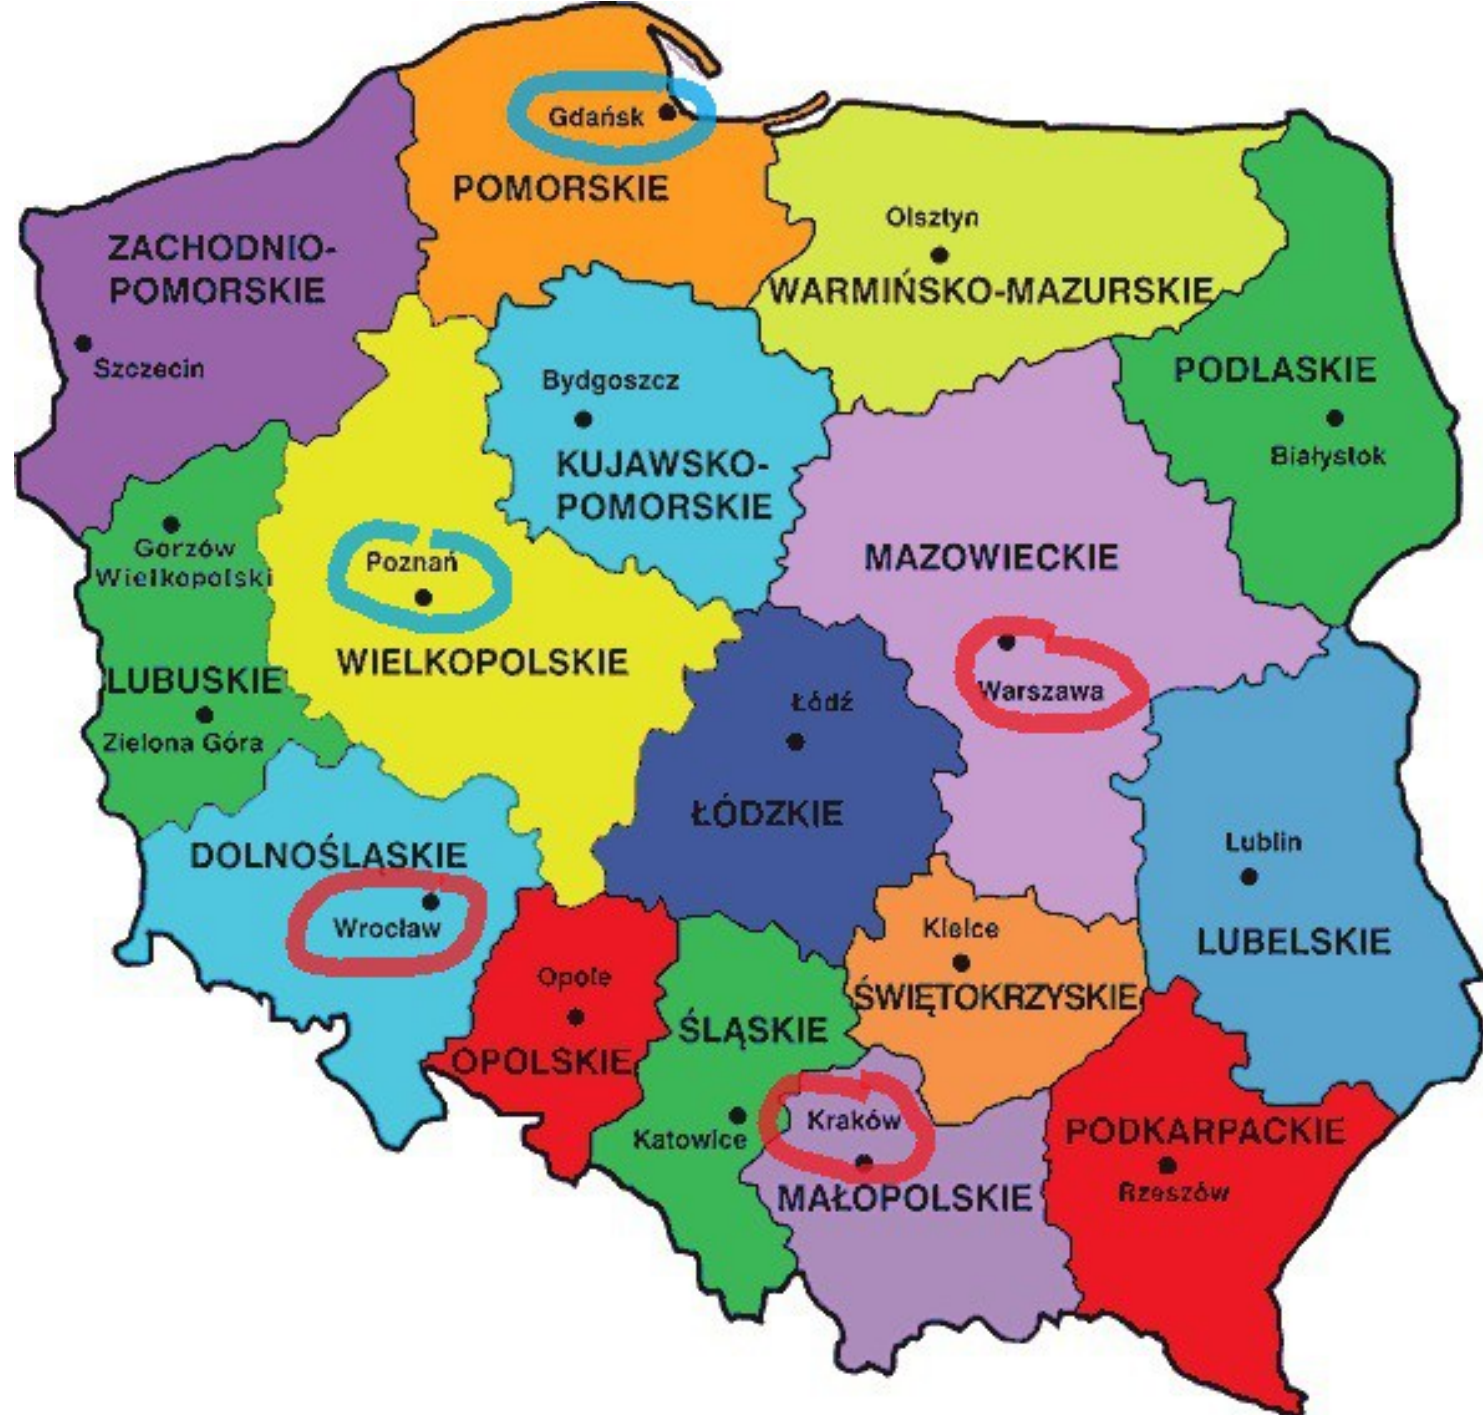 Gdańsk
POMORSKIE
Olsztyn
WARMIŃSKO-MAZURSKIE
ZACHODNIO-
POMORSKIE
Szczecin
PODLASKIE
Białystok
Bydgoszcz
KUJAWSKO-
POMORSKIE
Gorzów
Wielkopolski
LUBUSKIE
Zielona Góra
Poznań
WIELKOPOLSKIE
MAZOWIECKIE
Warszawa
Łódź
ŁÓDZKIE
DOLNOŚLĄSKIE
Wrocław
Lublin
LUBELSKIE
Kielce
ŚWIĘTOKRZYSKIE
Opole
OPOLSKIE
ŚLĄSKIE
Katowice
Kraków
MAŁOPOLSKIE
PODKARPACKIE
Rzeszów